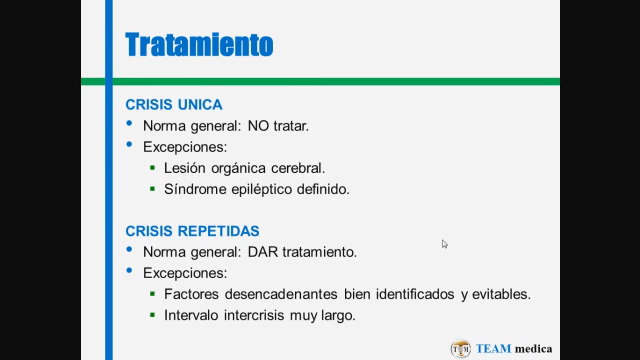 Tratamiento
CRISIS UNICA
• Norma general: NO tratar.
• Excepciones:
▪ Lesión orgánica cerebral.
▪ Síndrome epiléptico definido.
CRISIS REPETIDAS
• Norma general: DAR tratamiento.
• Excepciones:
▪ Factores desencadenantes bien identificados y evitables.
▪ Intervalo intercrisis muy largo.
TEAM medica